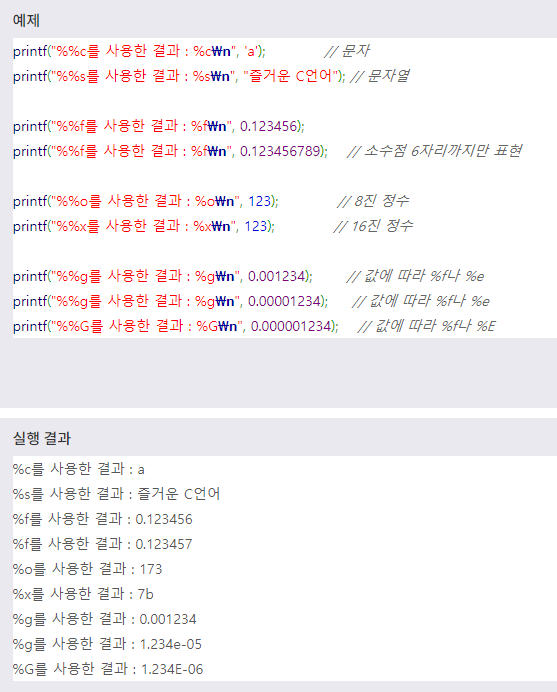 예제
printf("%%c를 사용한 결과 : %c₩n", 'a'); // 문자
printf("%%s를 사용한 결과 : %s₩n", "즐거운 C언어"); // 문자열
printf("%%f를 사용한 결과 : %f₩n", 0.123456);
printf("%%f를 사용한 결과 : %f₩n", 0.123456789); // 소수점 6자리까지만 표현
printf("%%o를 사용한 결과 : %o₩n", 123); // 8진 정수
printf("%%x를 사용한 결과 : %x₩n", 123); // 16진 정수
printf("%%g를 사용한 결과 : %g₩n", 0.001234); // 값에 따라 %f나 %e
printf("%%g를 사용한 결과 : %g₩n", 0.00001234); // 값에 따라 %f나 %e
printf("%%G를 사용한 결과 : %G₩n", 0.000001234); // 값에 따라 %f나 %E
실행 결과
%c를 사용한 결과 : a
%s를 사용한 결과 : 즐거운 C언어
%f를 사용한 결과 : 0.123456
%f를 사용한 결과 : 0.123457
%o를 사용한 결과 : 173
%x를 사용한 결과 : 7b
%g를 사용한 결과 : 0.001234
%g를 사용한 결과 : 1.234e-05
%G를 사용한 결과 : 1.234E-06